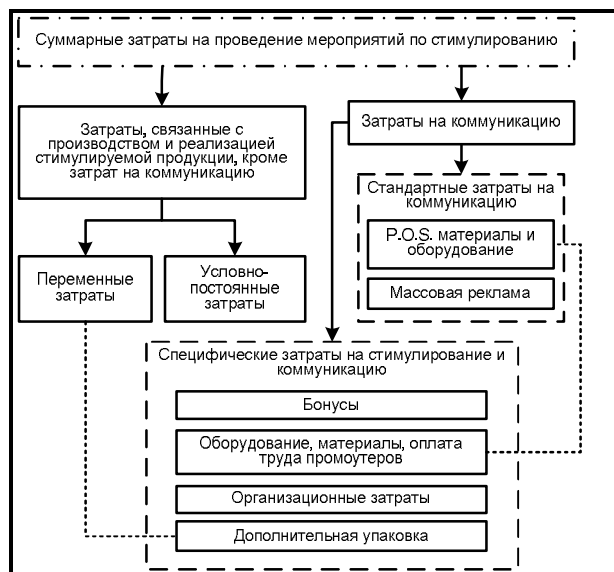 Суммарные затраты на проведение мероприятий по стимулированию
Затраты, связанные с
производством и реализацией
стимулируемой продукции, кроме
затрат на коммуникацию
Затраты на коммуникацию
Стандартные затраты на
коммуникацию
P.O.S. материалы и
оборудование
Массовая реклама
Переменные
затраты
Условно-
постоянные
затраты
Специфические затраты на стимулирование и
коммуникацию
Бонусы
Оборудование, материалы, оплата
труда промоутеров
Организационные затраты
Дополнительная упаковка